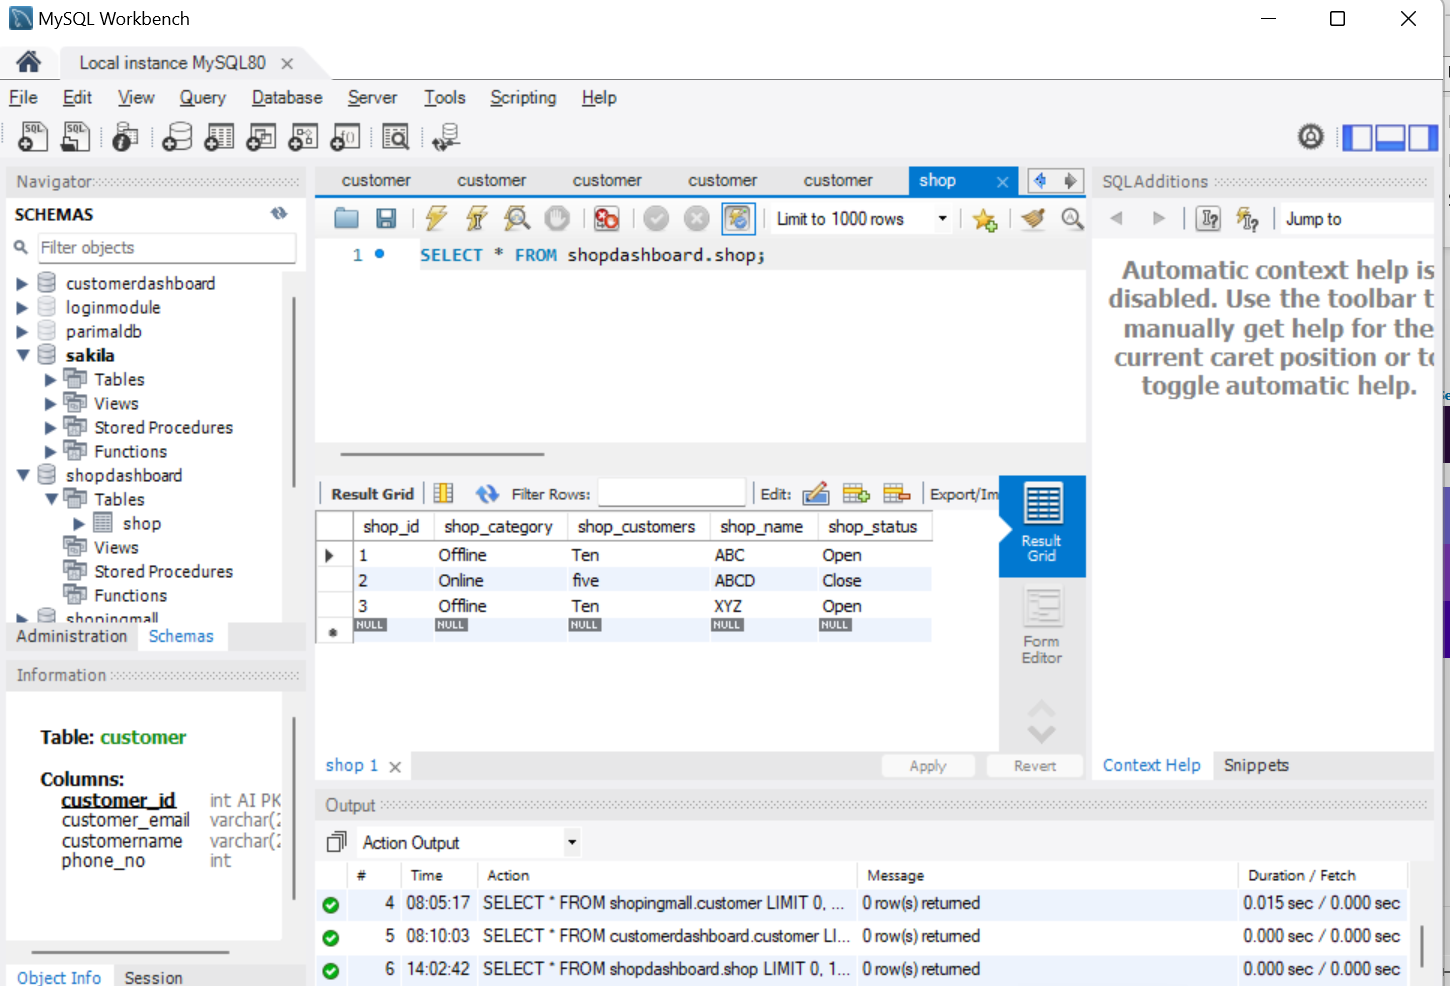 MySQL Workbench
Local instance MySQL80
File Edit View Query Database Server Tools Scripting Help
Navigator
SCHEMAS
Filter objects
customerdashboard
loginmodule
parimaldb
sakila
Tables
Views
Stored Procedures
Functions
shopdashboard
Tables
shop
Views
Stored Procedures
Functions
shopingmall
Administration Schemas
Information
Table: customer
Columns:
customer_id int AI PK
customer_email varchar(2
customername varchar(2
phone_no int
Object Info Session
customer customer customer customer customer shop
Limit to 1000 rows
1 SELECT * FROM shopdashboard.shop;
Result Grid Filter Rows: Edit: Export/Im
shop_id shop_category shop_customers shop_name shop_status
1 Offline Ten ABC Open
2 Online five ABCD Close
3 Offline Ten XYZ Open
NULL NULL NULL NULL NULL
Result
Grid
Form
Editor
shop 1 Apply Revert
SQLAdditions
Jump to
Automatic context help is
disabled. Use the toolbar t
manually get help for the
current caret position or to
toggle automatic help.
Context Help Snippets
Output
Action Output
# Time Action Message Duration / Fetch
4 08:05:17 SELECT * FROM shopingmall.customer LIMIT 0, ... 0 row(s) returned 0.015 sec / 0.000 sec
5 08:10:03 SELECT * FROM customerdashboard.customer LI... 0 row(s) returned 0.000 sec / 0.000 sec
6 14:02:42 SELECT * FROM shopdashboard.shop LIMIT 0, 1... 0 row(s) returned 0.000 sec / 0.000 sec